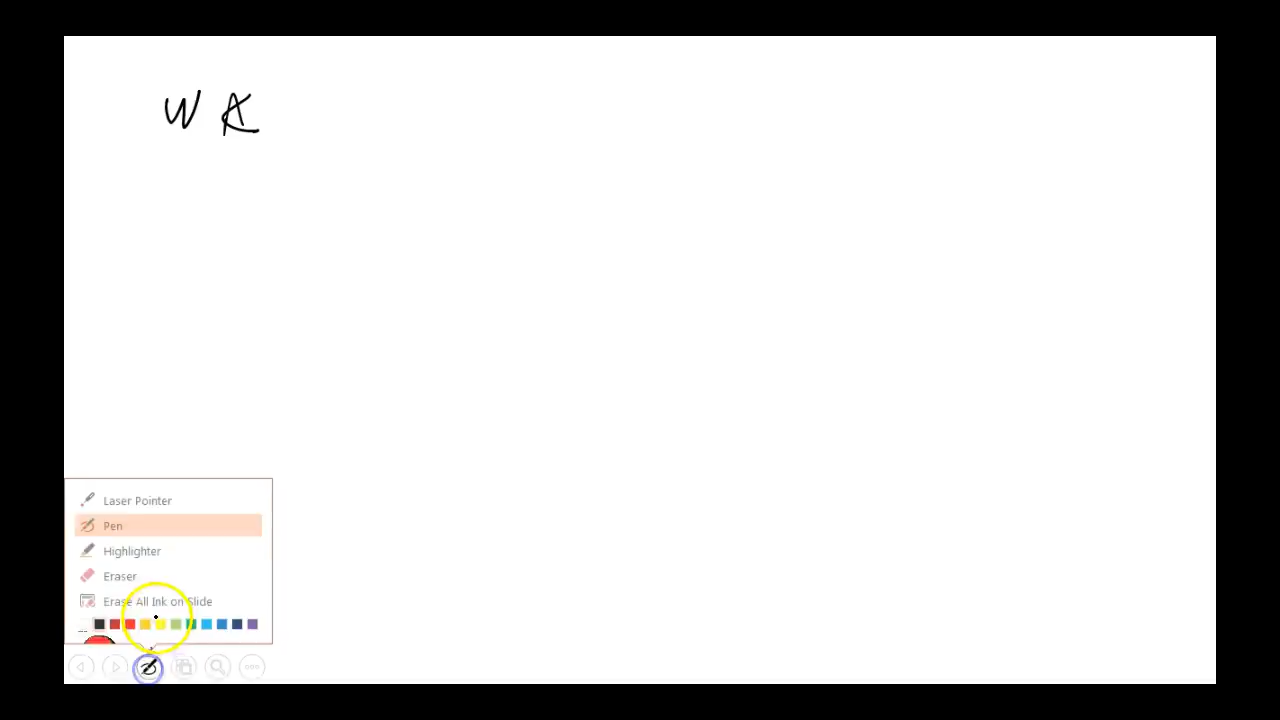 W A
Laser Pointer
Pen
Highlighter
Eraser
Erase All Ink on Slide